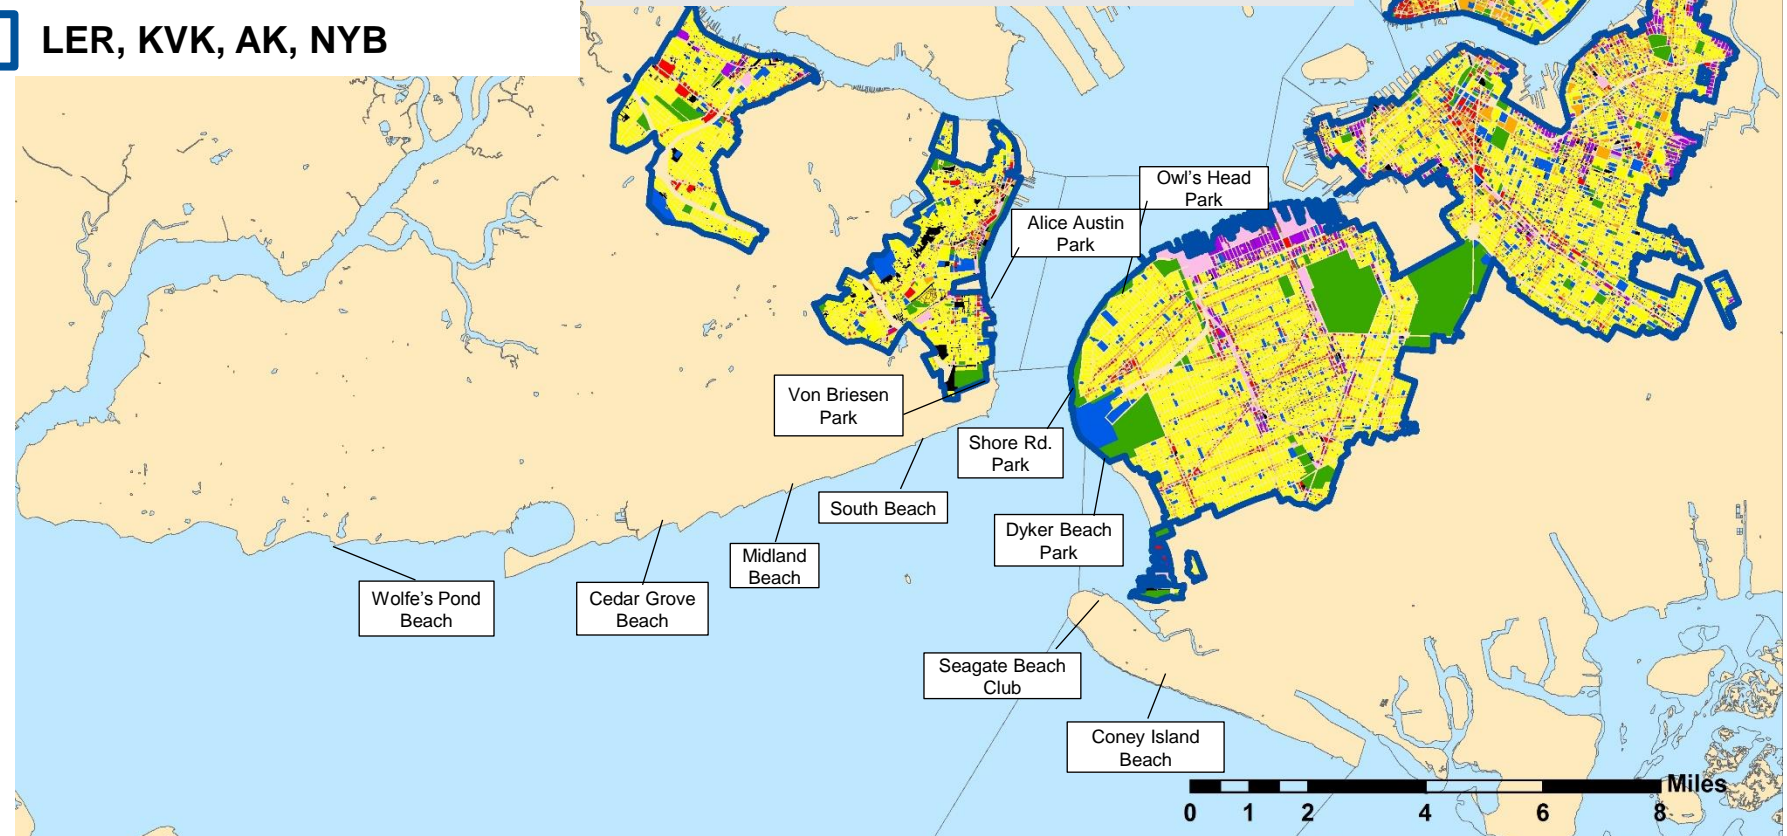 LER, KVK, AK, NYB
Owl's Head
Park
Alice Austin
Park
Von Briesen
Park
Shore Rd.
Park
South Beach
Dyker Beach
Park
Midland
Beach
Wolfe's Pond
Beach
Cedar Grove
Beach
Seagate Beach
Club
Coney Island
Beach
Miles
0 1 2 4 6 8